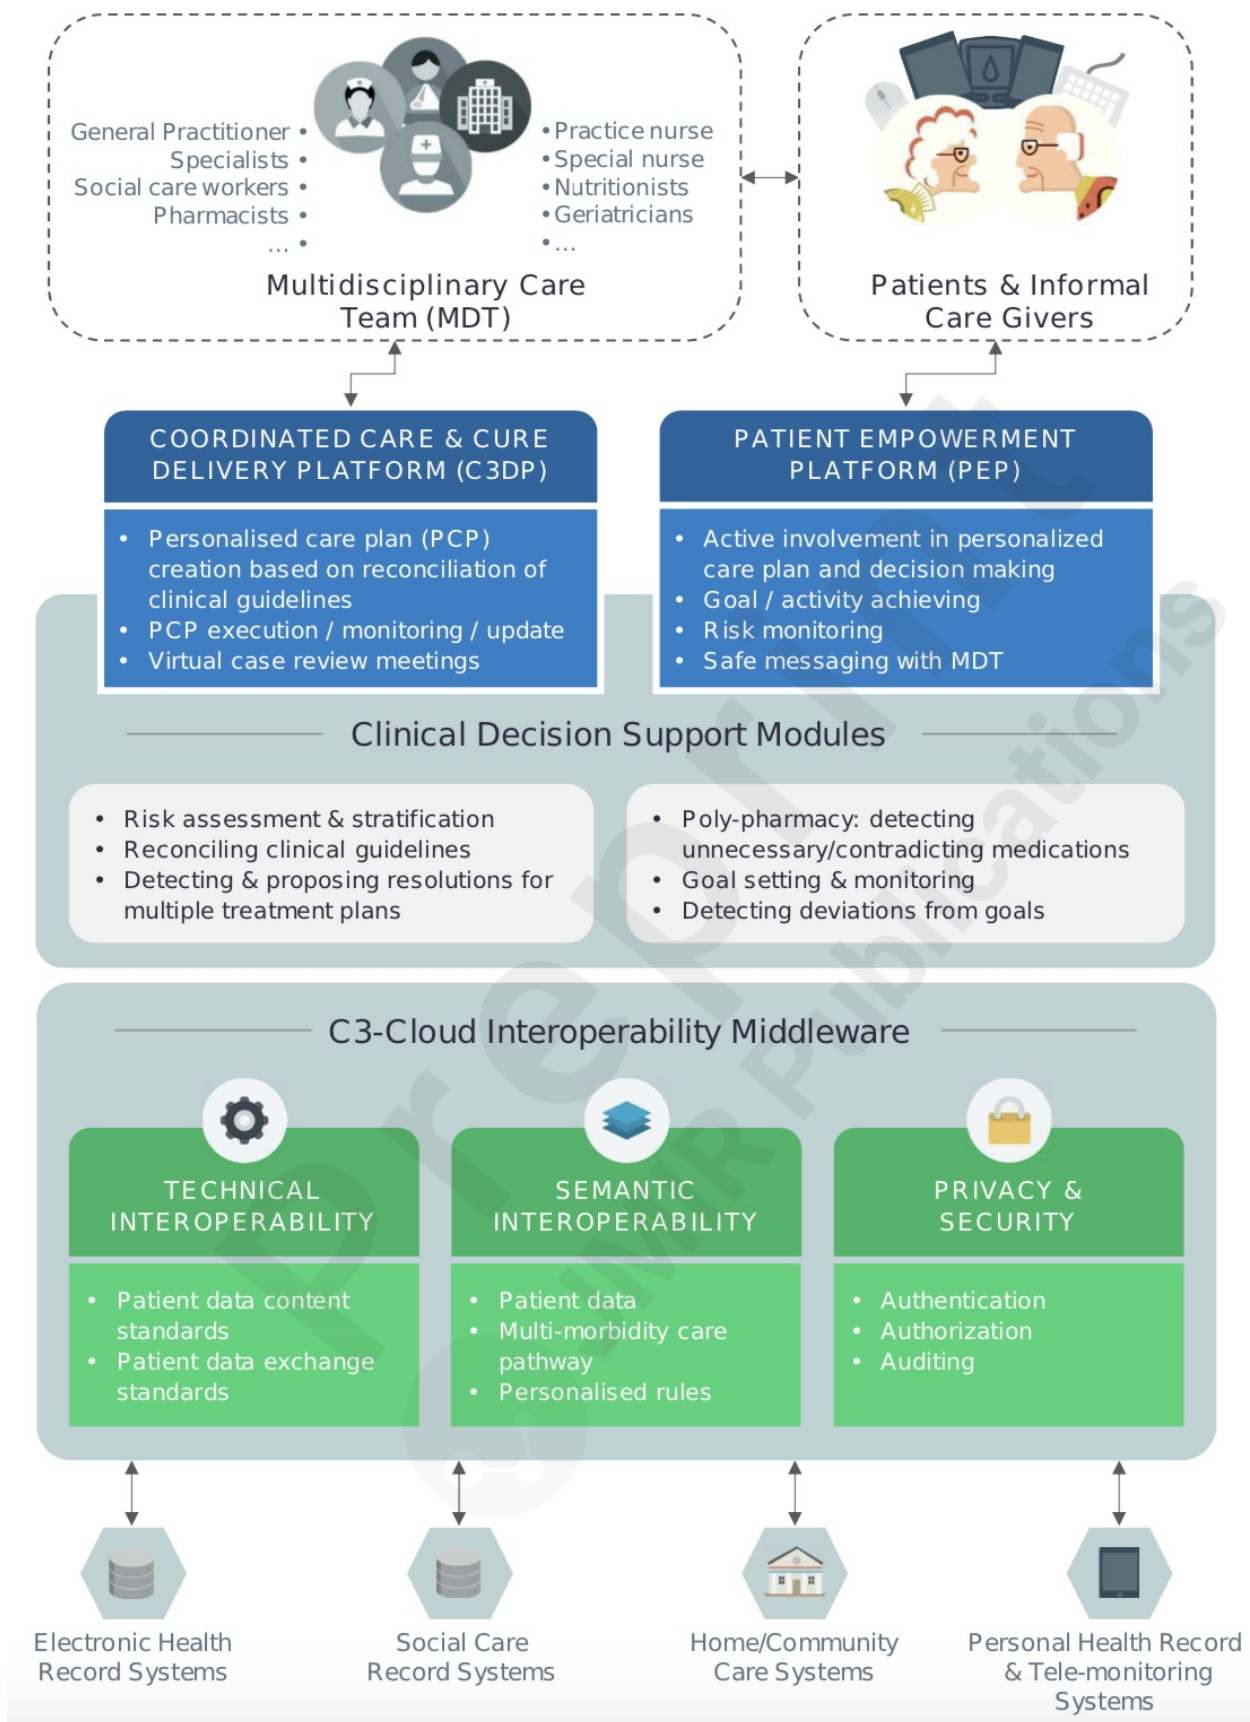 General Practitioner •
Specialists •
Social care workers •
Pharmacists •
... •
• Practice nurse
• Special nurse
• Nutritionists
• Geriatricians
• ...
Multidisciplinary Care
Team (MDT)
Patients & Informal
Care Givers
COORDINATED CARE & CURE
DELIVERY PLATFORM (C3DP)
• Personalised care plan (PCP)
creation based on reconciliation of
clinical guidelines
• PCP execution / monitoring / update
• Virtual case review meetings
PATIENT EMPOWERMENT
PLATFORM (PEP)
• Active involvement in personalized
care plan and decision making
• Goal / activity achieving
• Risk monitoring
• Safe messaging with MDT
Clinical Decision Support Modules
• Risk assessment & stratification
• Reconciling clinical guidelines
• Detecting & proposing resolutions for
multiple treatment plans
• Poly-pharmacy: detecting
unnecessary/contradicting medications
• Goal setting & monitoring
• Detecting deviations from goals
C3-Cloud Interoperability Middleware
TECHNICAL
INTEROPERABILITY
• Patient data content
standards
• Patient data exchange
standards
SEMANTIC
INTEROPERABILITY
• Patient data
• Multi-morbidity care
pathway
• Personalised rules
PRIVACY &
SECURITY
• Authentication
• Authorization
• Auditing
Electronic Health
Record Systems
Social Care
Record Systems
Home/Community
Care Systems
Personal Health Record
& Tele-monitoring
Systems
Preprint
JMIR Publications